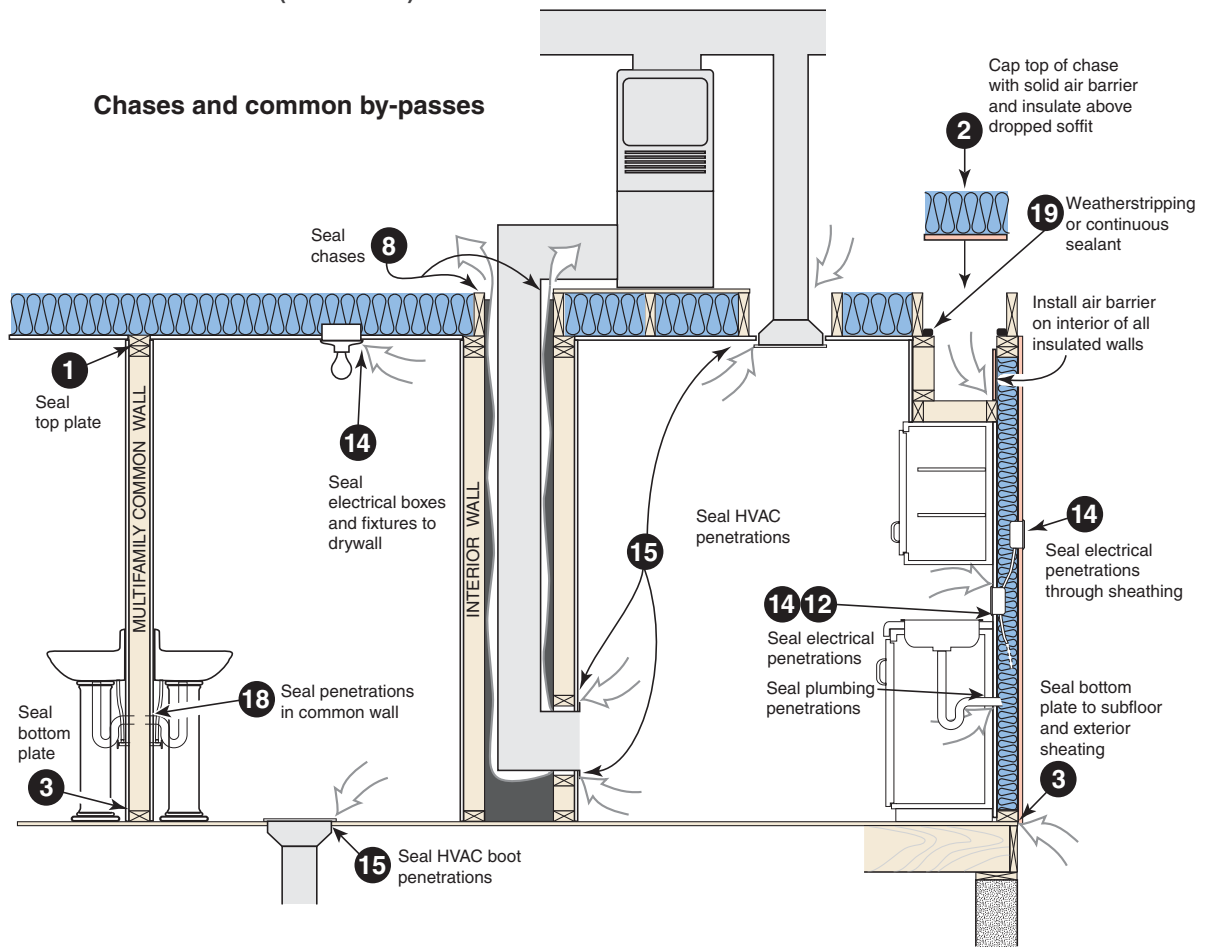 Chases and common by-passes
Cap top of chase
with solid air barrier
and insulate above
dropped soffit
2
19
Weatherstripping
or continuous
sealant
Seal
chases
8
Install air barrier
on interior of all
insulated walls
1
Seal
top plate
MULTIFAMILY COMMON WALL
14
Seal
electrical boxes
and fixtures to
drywall
INTERIOR WALL
Seal HVAC
penetrations
15
14
Seal electrical
penetrations
through sheathing
14 12
Seal electrical
penetrations
Seal plumbing
penetrations
18
Seal penetrations
in common wall
Seal
bottom
plate
3
Seal bottom
plate to subfloor
and exterior
sheating
3
15
Seal HVAC boot
penetrations